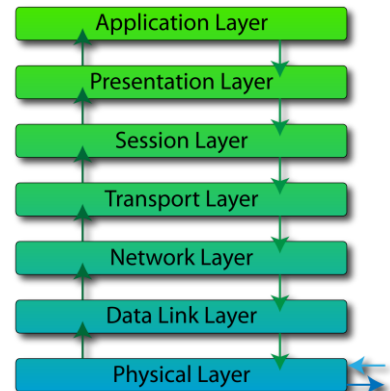 Application Layer
Presentation Layer
Session Layer
Transport Layer
Network Layer
Data Link Layer
Physical Layer